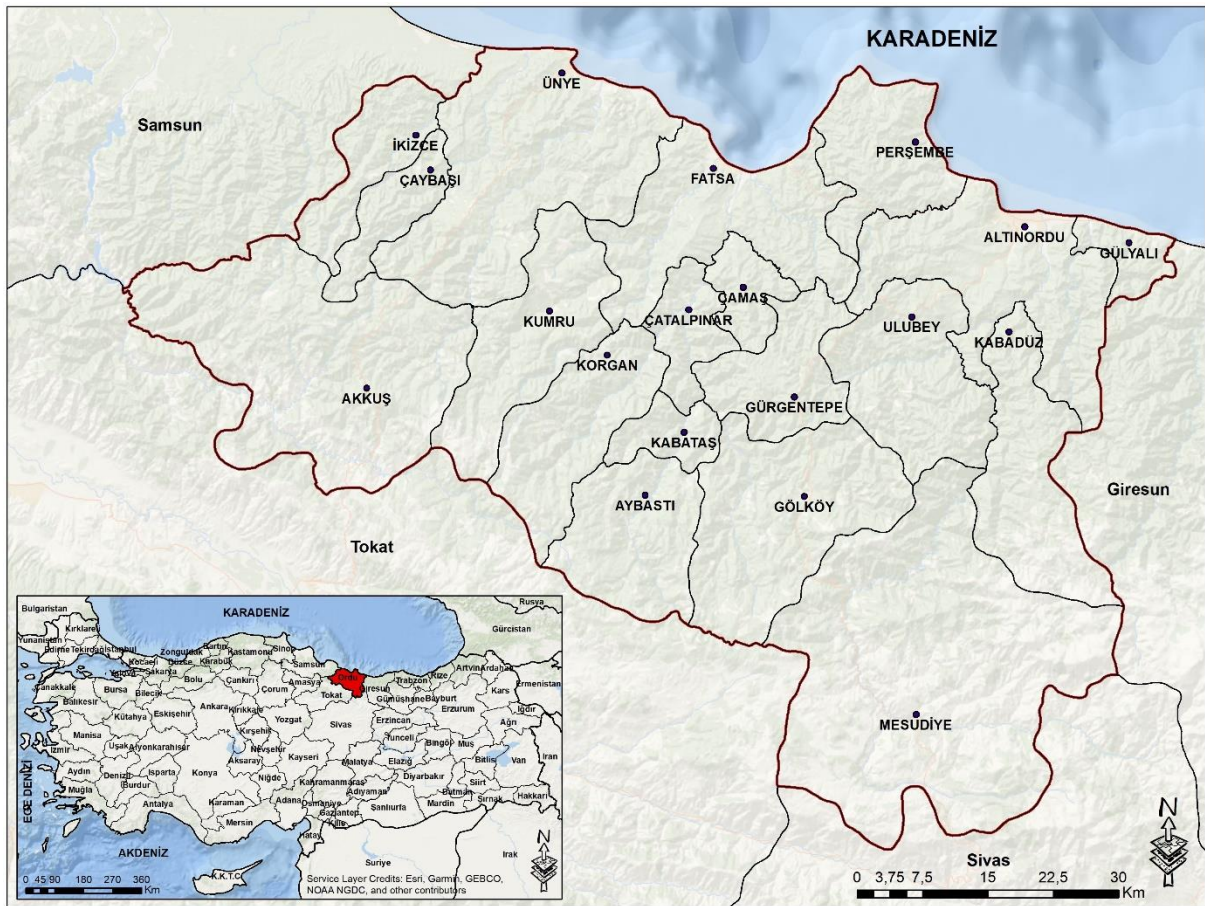 KARADENİZ
ÜNYE
Samsun
İKİZCE
PERŞEMBE
ÇAYBAŞI
FATSA
ALTINORDU
GÜLYALI
ÇAMAŞ
KUMRU
ÇATALPINAR
ULUBEY
KABADÜZ
KORGAN
AKKUŞ
GÜRGENTEPE
KABATAŞ
Giresun
AYBASTI
GÖLKÖY
Tokat
MESUDİYE
Sivas
N
0 3,75 7,5 15 22,5 30
Km
Bulgaristan
KARADENİZ
Rusya
Kırklareli
Gürcistan
Yunanistan
Edirne
Tekirdağ
İstanbul
Zonguldak
Bartın
Kastamonu
Sinop
Samsun
Ordu
Artvin
Ardahan
Kocaeli
Düzce
Karabük
Trabzon
Rize
Yalova
Sakarya
Bolu
Çankırı
Çorum
Amasya
Tokat
Giresun
Gümüşhane
Bayburt
Kars
Ermenistan
Çanakkale
Bursa
Bilecik
Balıkesir
Eskişehir
Ankara
Kırıkkale
Yozgat
Sivas
Erzincan
Erzurum
Iğdır
Ağrı
Kütahya
Manisa
Kırşehir
Tunceli
Bingöl
Muş
Uşak
Afyonkarahisar
Nevşehir
Kayseri
Malatya
Elazığ
Bitlis
Van
İran
İzmir
Aksaray
Aydın
Denizli
Isparta
Konya
Niğde
Kahramanmaraş
Adıyaman
Diyarbakır
Batman
Siirt
Hakkari
Muğla
Burdur
Antalya
Karaman
Adana
Osmaniye
Gaziantep
Şanlıurfa
Mardin
Şırnak
Mersin
Kilis
Hatay
EGE DENİZİ
AKDENİZ
K.K.T.C
Suriye
Irak
N
0 45 90 180 270 360
Km
Service Layer Credits: Esri, Garmin, GEBCO,
NOAA NGDC, and other contributors